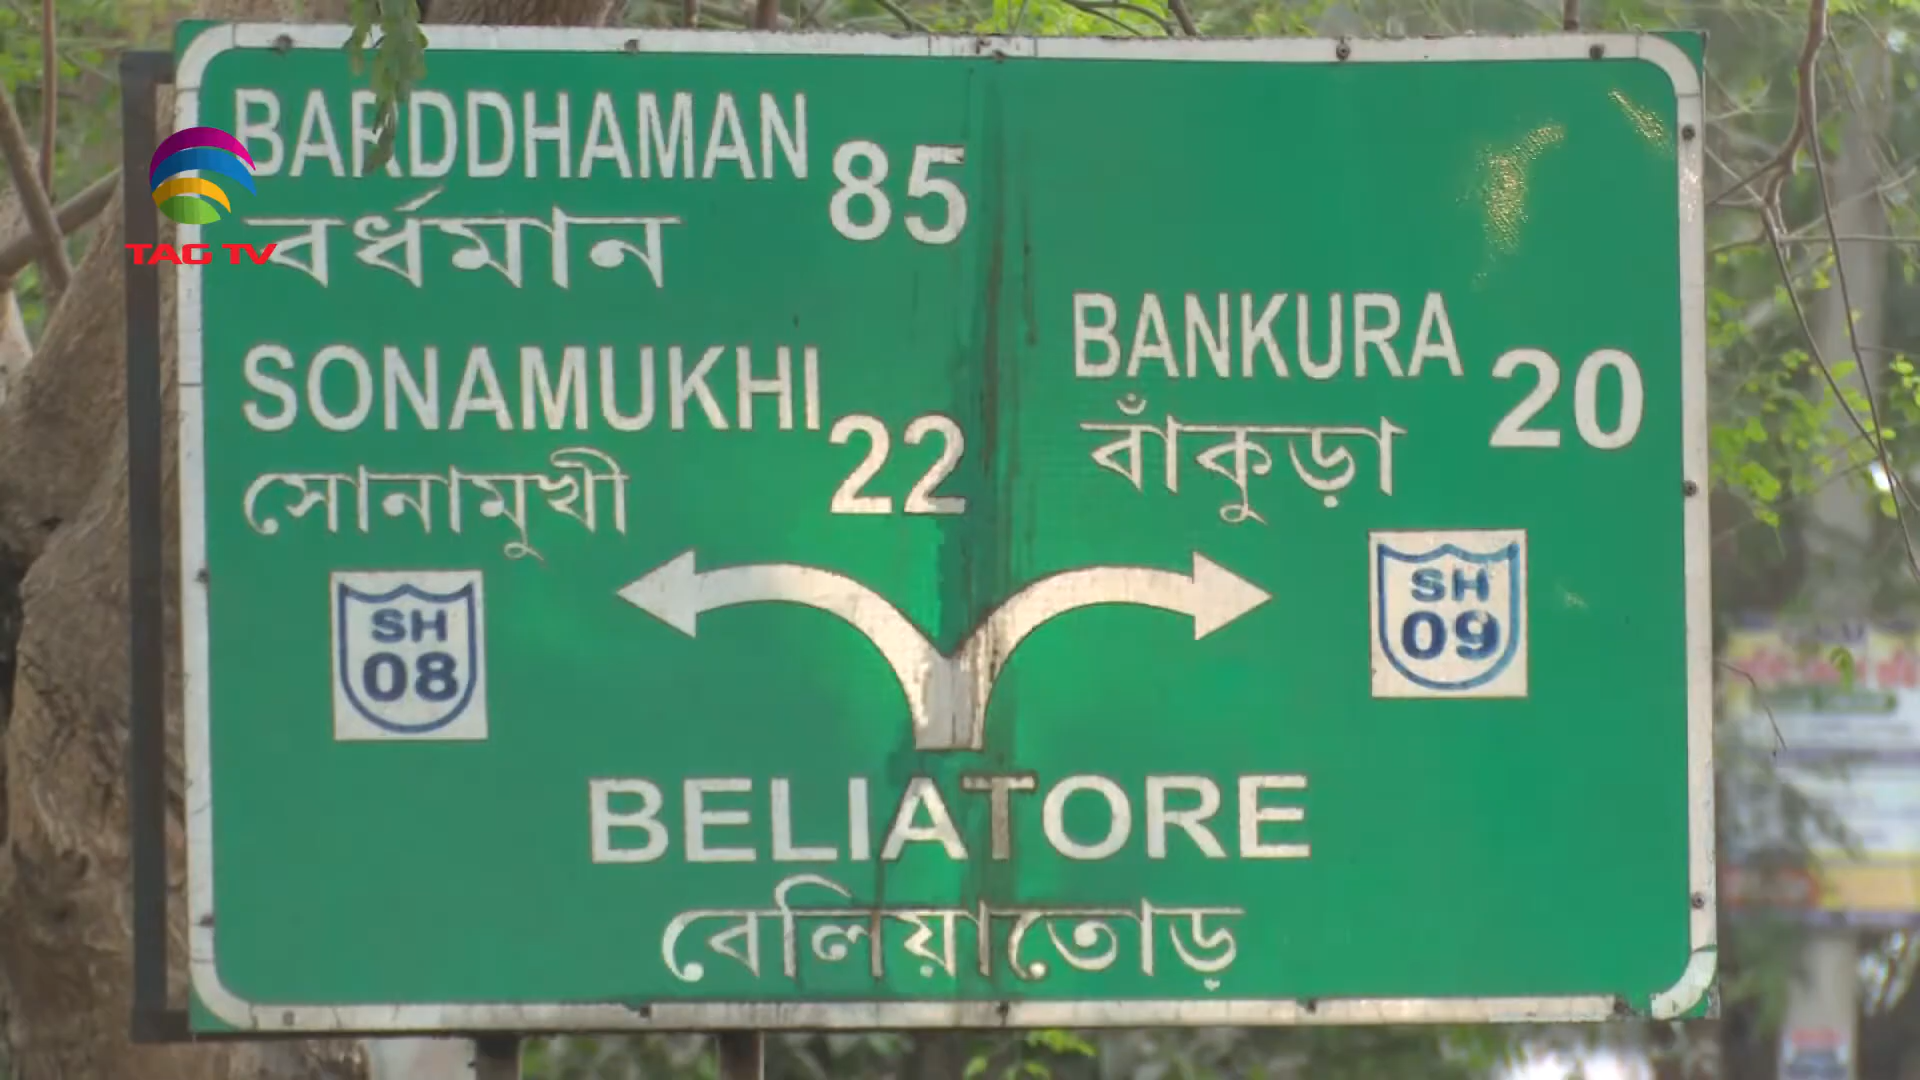 BARDDHAMAN 85
বর্ধমান
SONAMUKHI 22
সোনামুখী
SH
08
BANKURA 20
বাঁকুড়া
SH
09
BELIATORE
বেলিয়াতোড়
TAG TV